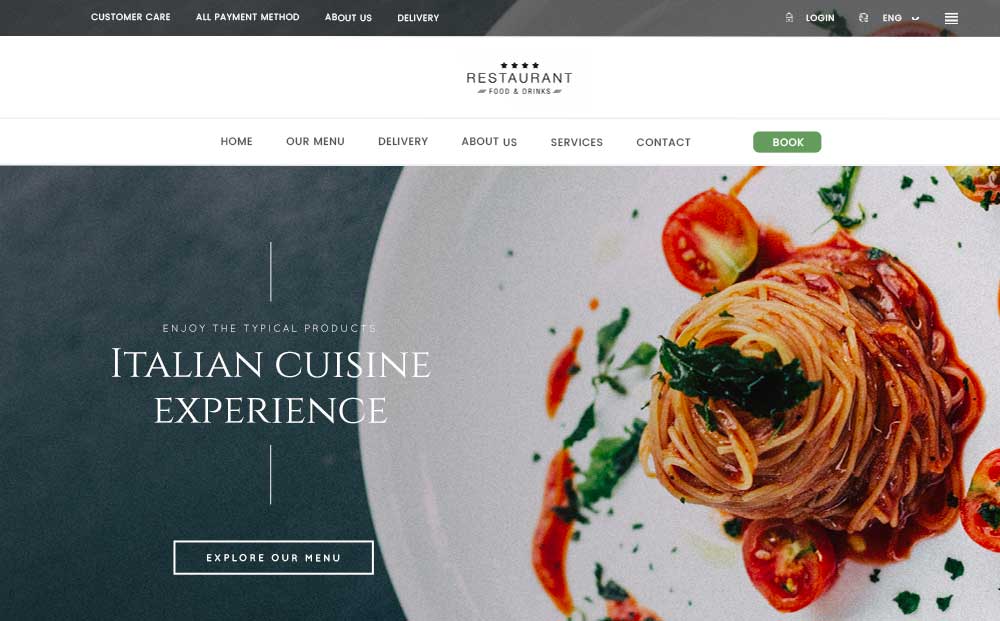 CUSTOMER CARE ALL PAYMENT METHOD ABOUT US DELIVERY LOGIN ENG
RESTAURANT
FOOD & DRINKS
HOME OUR MENU DELIVERY ABOUT US SERVICES CONTACT BOOK
ENJOY THE TYPICAL PRODUCTS
ITALIAN CUISINE
EXPERIENCE
EXPLORE OUR MENU